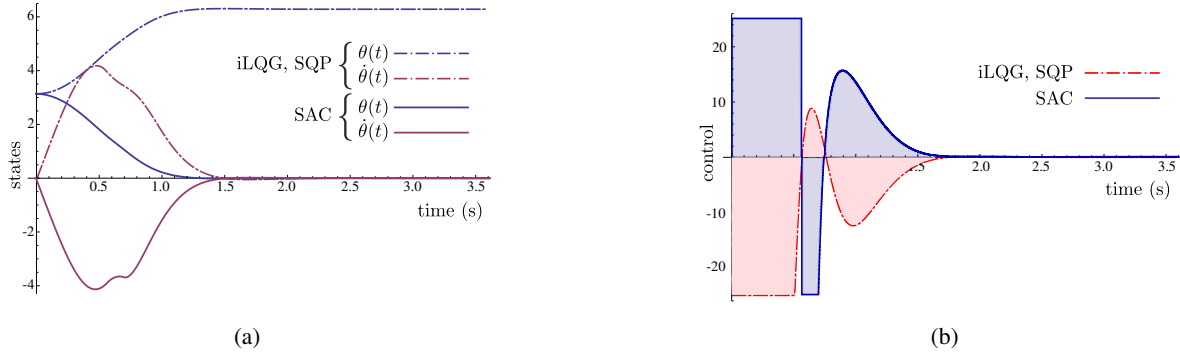 6
4
2
-2
-4
states
0.5 1.0 1.5 2.0 2.5 3.0 3.5
time (s)
iLQG, SQP { θ(t)
θ̇(t)
SAC { θ(t)
θ̇(t)
(a)
20
10
-10
-20
control
1.5 2.0 2.5 3.0 3.5
time (s)
iLQG, SQP
SAC
(b)